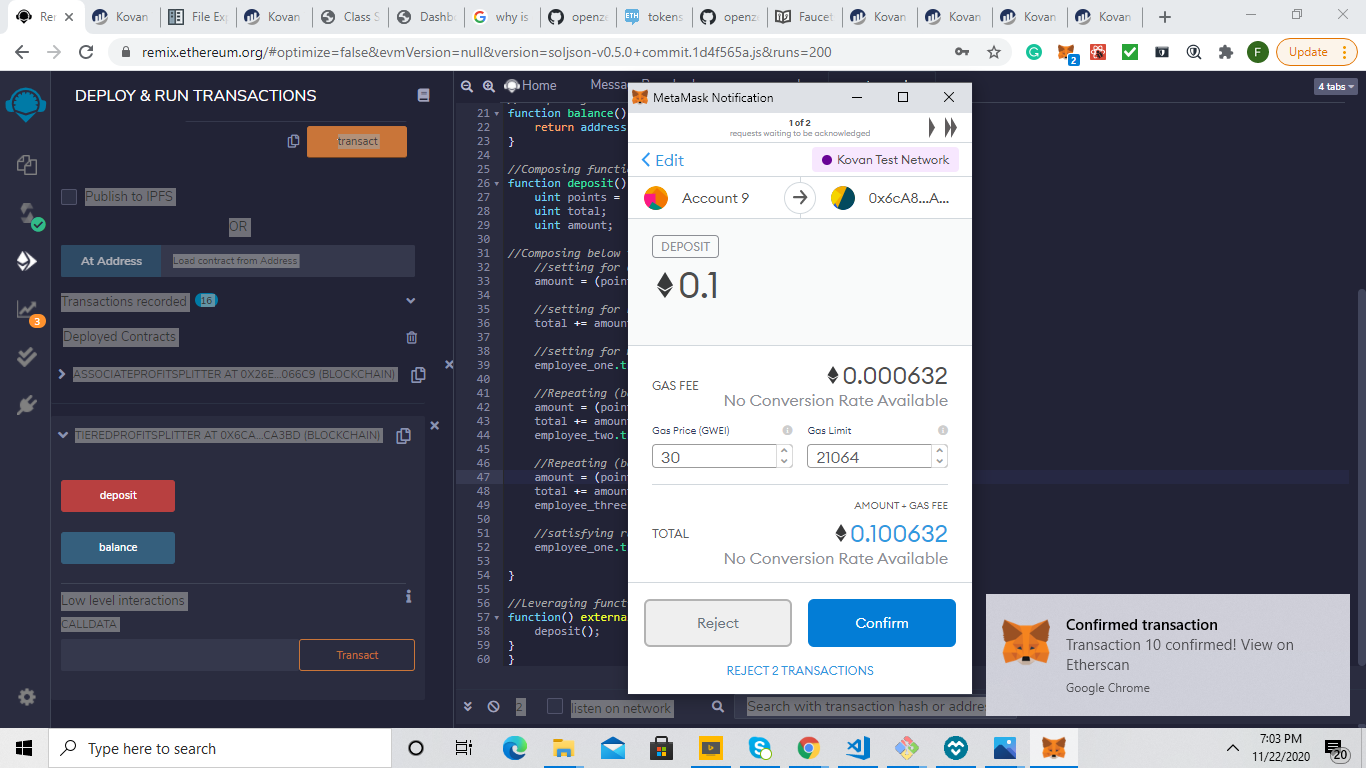 Re
Kovan
File Exp
Kovan
Class S
Dashb
why is
openze
tokens
openz
Faucet
Kovan
Kovan
Kovan
Kovan
remix.ethereum.org/#optimize=false&evmVersion=null&version=soljson-v0.5.0+commit.1d4f565a.js&runs=200
2
F
Update
DEPLOY & RUN TRANSACTIONS
transact
Publish to IPFS
OR
At Address
Load contract from Address
Transactions recorded 16
Deployed Contracts
3
ASSOCIATEPROFITSPLITTER AT 0X26E...066C9 (BLOCKCHAIN)
TIEREDPROFITSPLITTER AT 0X6CA...CA3BD (BLOCKCHAIN)
deposit
balance
Low level interactions
CALLDATA
Transact
Home
4 tabs
21 function balance()
22 return address
23 }
24
25 //Composing functi
26 function deposit()
27 uint points =
28 uint total;
29 uint amount;
30
31 //Composing below
32 //setting for
33 amount = (poin
34
35 //setting for
36 total += amoun
37
38 //setting for
39 employee_one.t
40
41 //Repeating (b
42 amount = (poin
43 total += amoun
44 employee_two.t
45
46 //Repeating (b
47 amount = (poin
48 total += amoun
49 employee_three
50
51 //satisfying r
52 employee_one.t
53
54 }
55
56 //Leveraging funct
57 function() externa
58 deposit();
59 }
60 }
2
listen on network
Search with transaction hash or addre
MetaMask Notification
1 of 2
requests waiting to be acknowledged
Edit
Kovan Test Network
Account 9
0x6cA8...A...
DEPOSIT
0.1
GAS FEE
0.000632
No Conversion Rate Available
Gas Price (GWEI)
Gas Limit
30
21064
AMOUNT + GAS FEE
TOTAL
0.100632
No Conversion Rate Available
Reject
Confirm
REJECT 2 TRANSACTIONS
Confirmed transaction
Transaction 10 confirmed! View on
Etherscan
Google Chrome
Type here to search
7:03 PM
11/22/2020
20